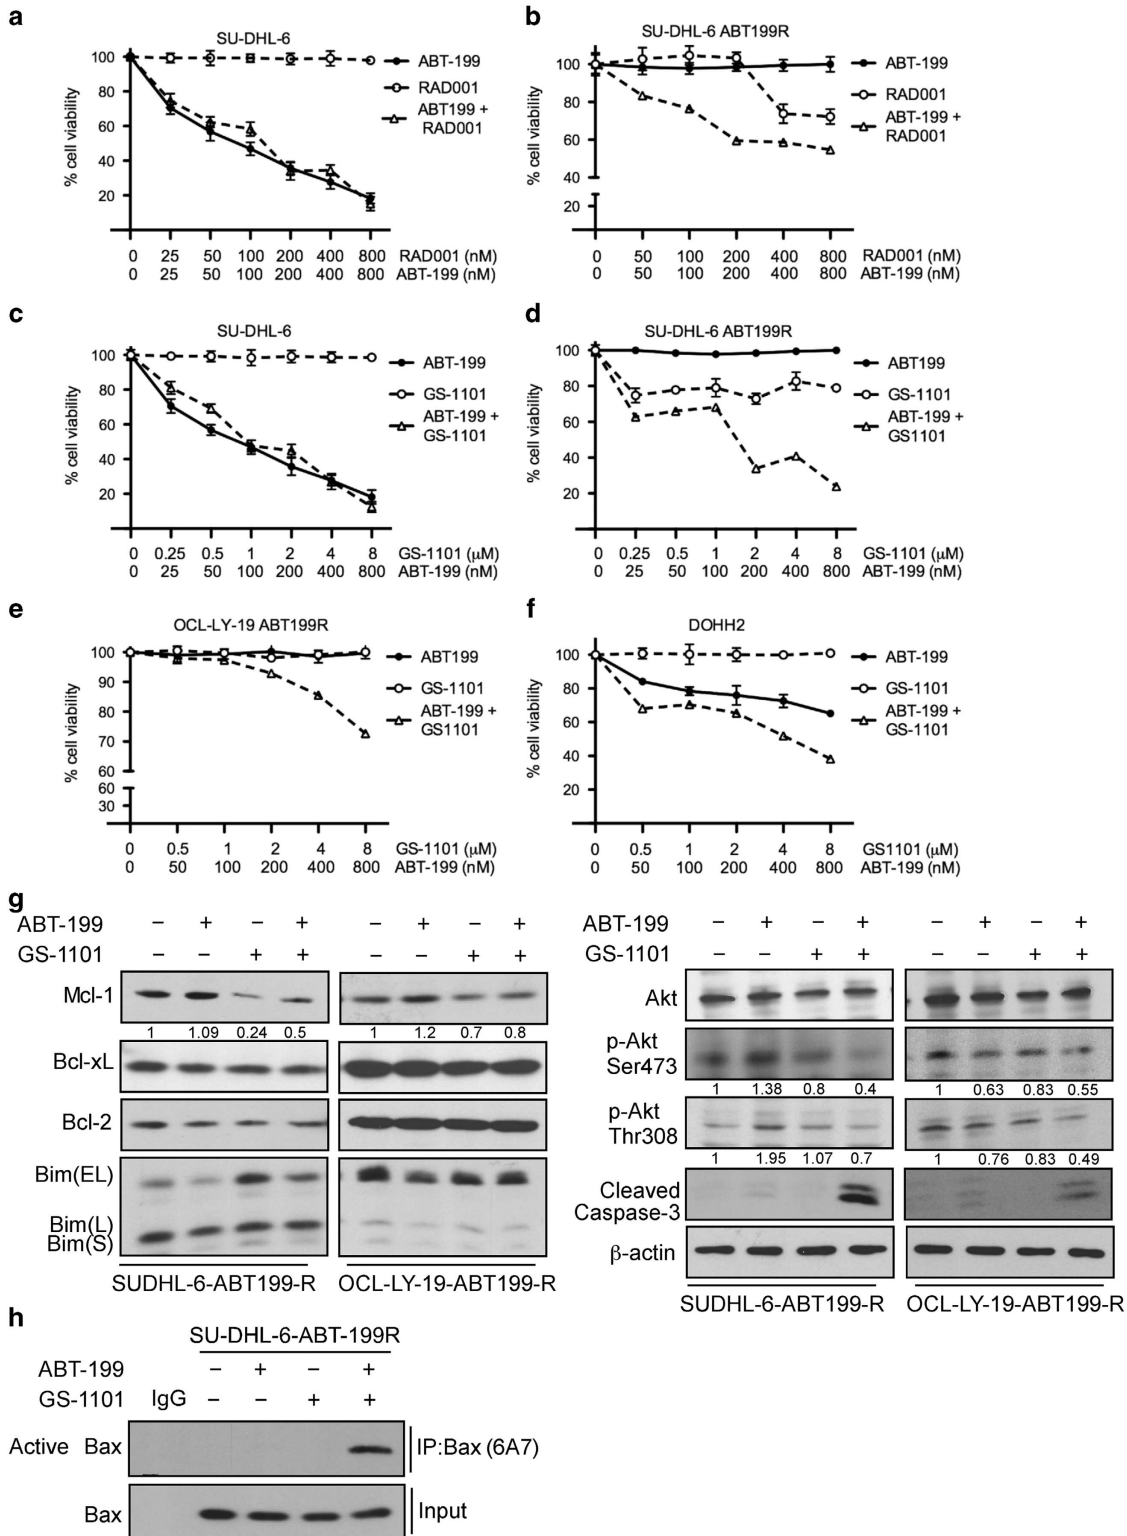 a
SU-DHL-6
% cell viability
100
80
60
40
20
ABT-199
RAD001
ABT199 +
RAD001
0 25 50 100 200 400 800 RAD001 (nM)
0 25 50 100 200 400 800 ABT-199 (nM)
b
SU-DHL-6 ABT199R
% cell viability
100
80
60
40
20
ABT-199
RAD001
ABT-199 +
RAD001
0 50 100 200 400 800 RAD001 (nM)
0 50 100 200 400 800 ABT-199 (nM)
c
SU-DHL-6
% cell viability
100
80
60
40
20
ABT-199
GS-1101
ABT-199 +
GS-1101
0 0.25 0.5 1 2 4 8 GS-1101 (μM)
0 25 50 100 200 400 800 ABT-199 (nM)
d
SU-DHL-6 ABT199R
% cell viability
100
80
60
40
20
ABT199
GS-1101
ABT-199 +
GS1101
0 0.25 0.5 1 2 4 8 GS-1101 (μM)
0 25 50 100 200 400 800 ABT-199 (nM)
e
OCL-LY-19 ABT199R
% cell viability
100
90
80
70
60
60
30
ABT199
GS-1101
ABT-199 +
GS1101
0 0.5 1 2 4 8 GS-1101 (μM)
0 50 100 200 400 800 ABT-199 (nM)
f
DOHH2
% cell viability
100
80
60
40
20
ABT-199
GS-1101
ABT-199 +
GS-1101
0 0.5 1 2 4 8 GS1101 (μM)
0 50 100 200 400 800 ABT-199 (nM)
g
ABT-199 – + – + – + – +
GS-1101 – – + + – – + +
Mcl-1
1 1.09 0.24 0.5 1 1.2 0.7 0.8
Bcl-xL
Bcl-2
Bim(EL)
Bim(L)
Bim(S)
SUDHL-6-ABT199-R OCL-LY-19-ABT199-R
ABT-199 – + – + – + – +
GS-1101 – – + + – – + +
Akt
p-Akt
Ser473
1 1.38 0.8 0.4 1 0.63 0.83 0.55
p-Akt
Thr308
1 1.95 1.07 0.7 1 0.76 0.83 0.49
Cleaved
Caspase-3
β-actin
SUDHL-6-ABT199-R OCL-LY-19-ABT199-R
h
SU-DHL-6-ABT-199R
ABT-199 – + – +
GS-1101 IgG – – + +
Active Bax IP:Bax (6A7)
Bax Input